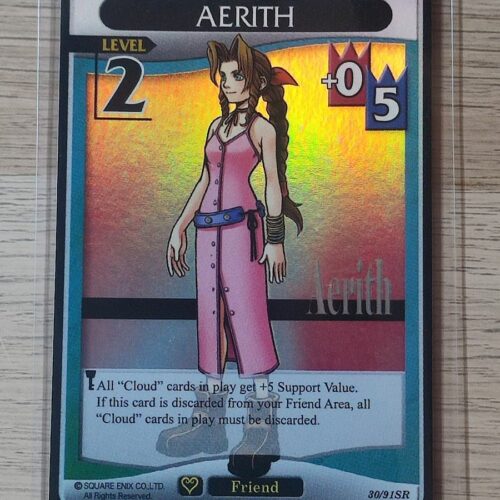 AERITH
LEVEL
2
+0
5
Aerith
All “Cloud” cards in play get +5 Support Value.
If this card is discarded from your Friend Area, all
“Cloud” cards in play must be discarded.
© SQUARE ENIX CO.,LTD.
All Rights Reserved.
Friend
30/91SR